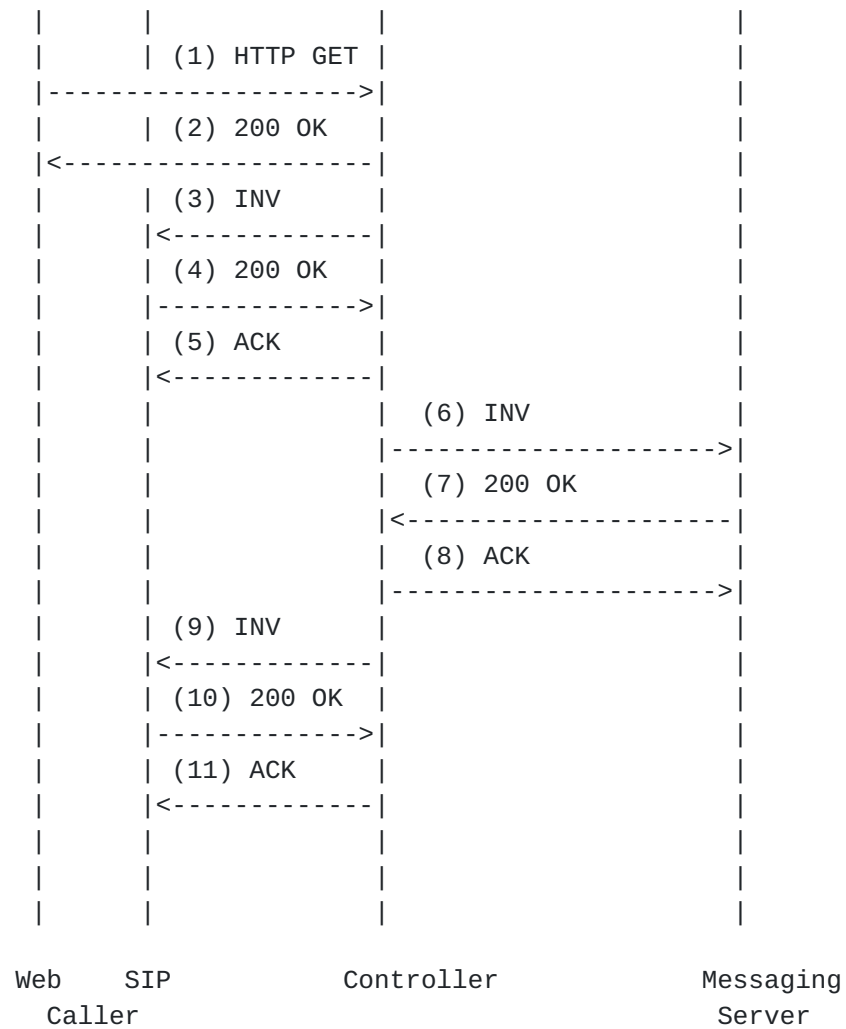 (1) HTTP GET
(2) 200 OK
(3) INV
(4) 200 OK
(5) ACK
(6) INV
(7) 200 OK
(8) ACK
(9) INV
(10) 200 OK
(11) ACK
Web SIP Controller Messaging
Caller Server